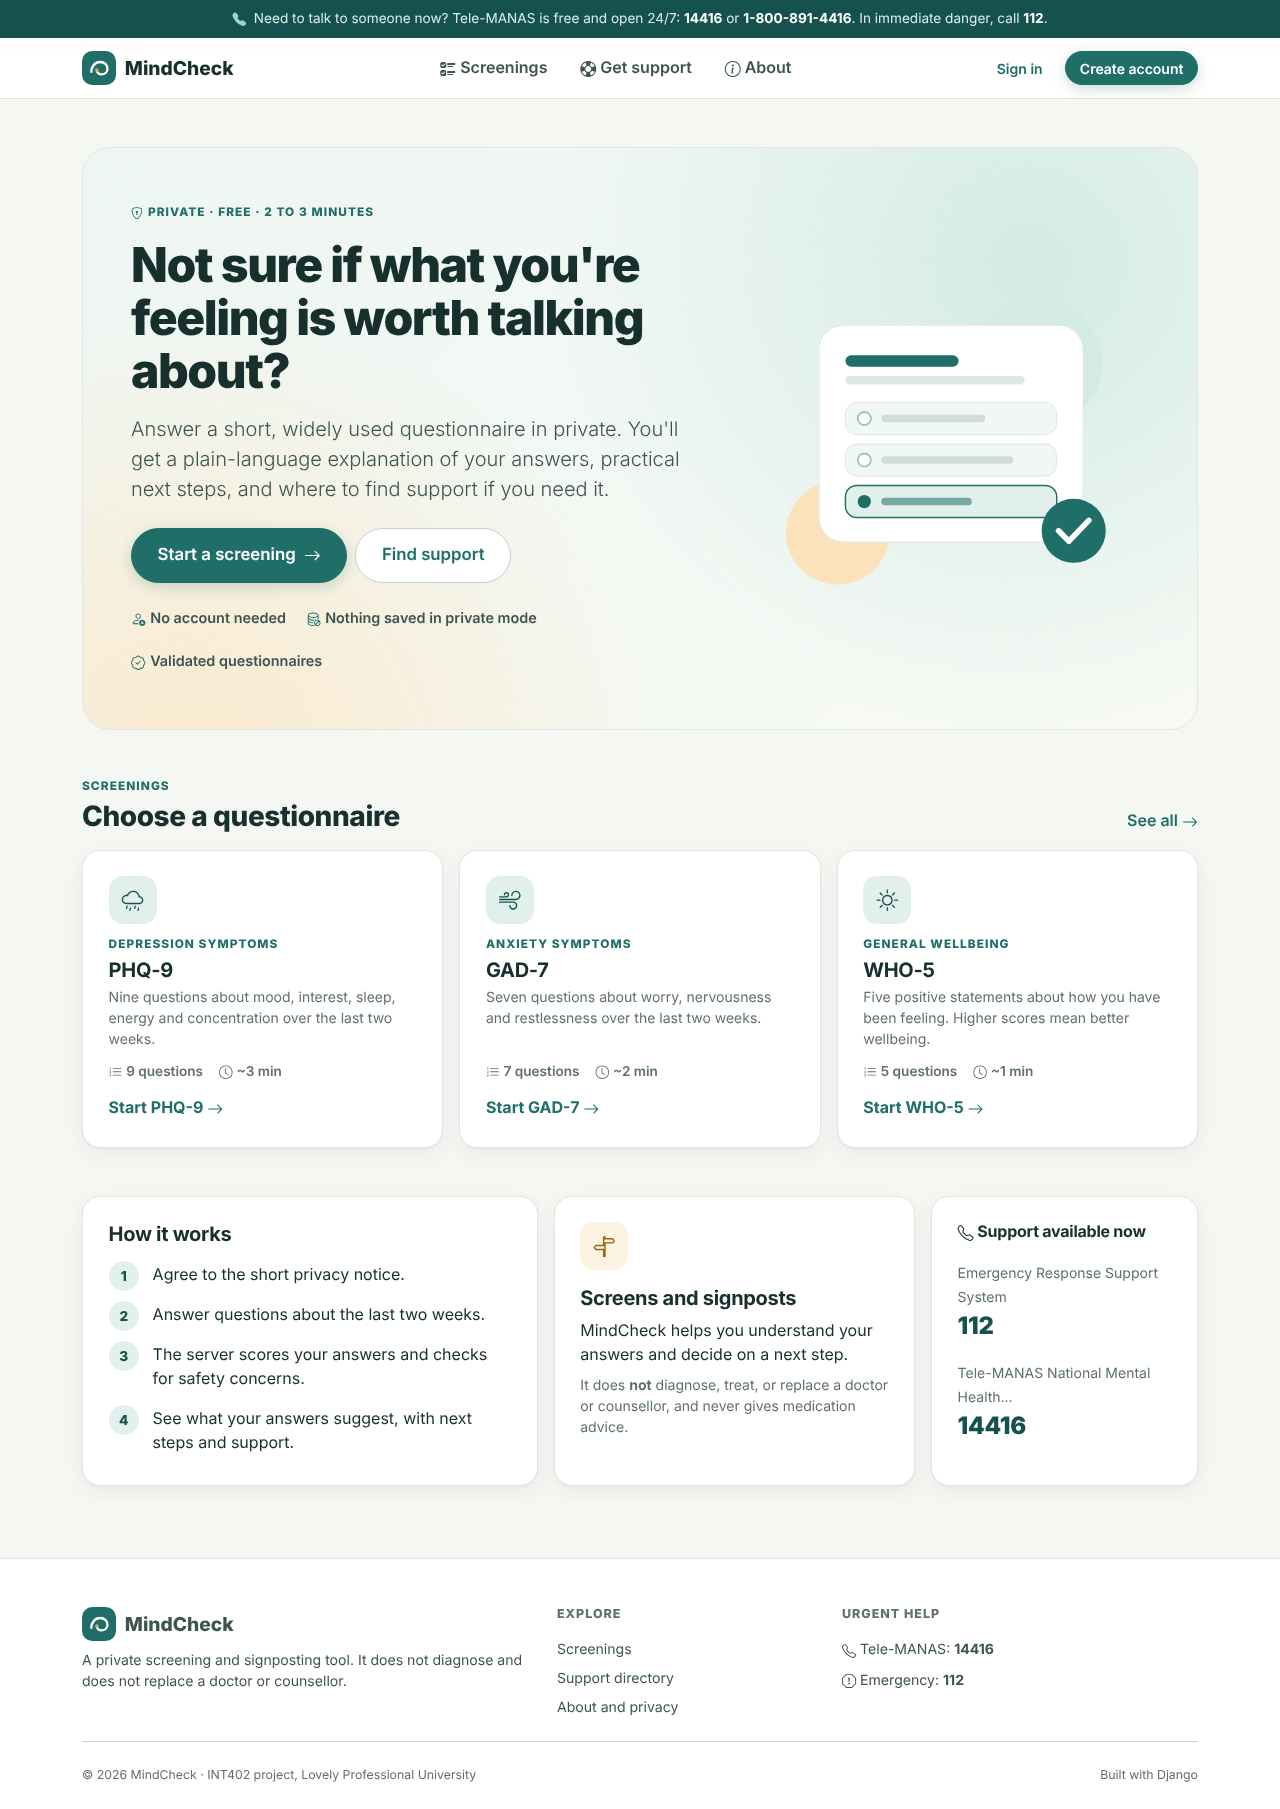 Need to talk to someone now? Tele-MANAS is free and open 24/7: 14416 or 1-800-891-4416. In immediate danger, call 112.
MindCheck
Screenings
Get support
About
Sign in
Create account
PRIVATE · FREE · 2 TO 3 MINUTES
Not sure if what you're
feeling is worth talking
about?
Answer a short, widely used questionnaire in private. You'll
get a plain-language explanation of your answers, practical
next steps, and where to find support if you need it.
Start a screening →
Find support
No account needed
Nothing saved in private mode
Validated questionnaires
SCREENINGS
Choose a questionnaire
See all →
DEPRESSION SYMPTOMS
PHQ-9
Nine questions about mood, interest, sleep,
energy and concentration over the last two
weeks.
9 questions
~3 min
Start PHQ-9 →
ANXIETY SYMPTOMS
GAD-7
Seven questions about worry, nervousness
and restlessness over the last two weeks.
7 questions
~2 min
Start GAD-7 →
GENERAL WELLBEING
WHO-5
Five positive statements about how you have
been feeling. Higher scores mean better
wellbeing.
5 questions
~1 min
Start WHO-5 →
How it works
1 Agree to the short privacy notice.
2 Answer questions about the last two weeks.
3 The server scores your answers and checks
for safety concerns.
4 See what your answers suggest, with next
steps and support.
Screens and signposts
MindCheck helps you understand your
answers and decide on a next step.
It does not diagnose, treat, or replace a doctor
or counsellor, and never gives medication
advice.
Support available now
Emergency Response Support
System
112
Tele-MANAS National Mental
Health...
14416
MindCheck
A private screening and signposting tool. It does not diagnose and
does not replace a doctor or counsellor.
EXPLORE
Screenings
Support directory
About and privacy
URGENT HELP
Tele-MANAS: 14416
Emergency: 112
© 2026 MindCheck · INT402 project, Lovely Professional University
Built with Django